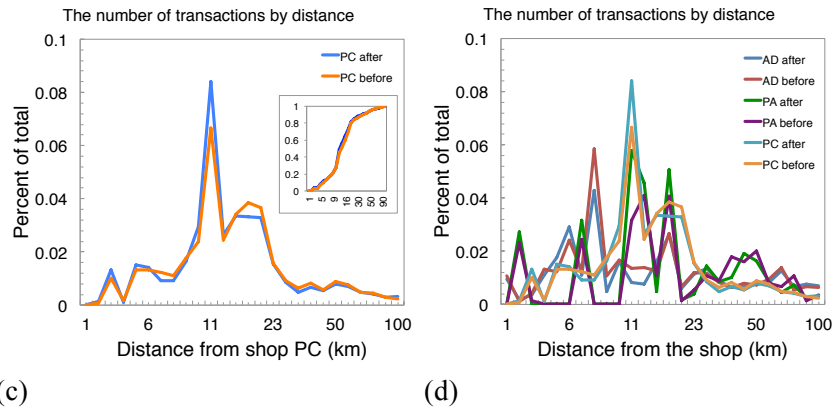 The number of transactions by distance
0.1
0.08
0.06
0.04
0.02
0
Percent of total
PC after
PC before
1
0.8
0.6
0.4
0.2
0
1
5
9
16
30
50
90
1 6 11 23 50 100
Distance from shop PC (km)
(c)
The number of transactions by distance
0.1
0.08
0.06
0.04
0.02
0
Percent of total
AD after
AD before
PA after
PA before
PC after
PC before
1 6 11 23 50 100
Distance from the shop (km)
(d)